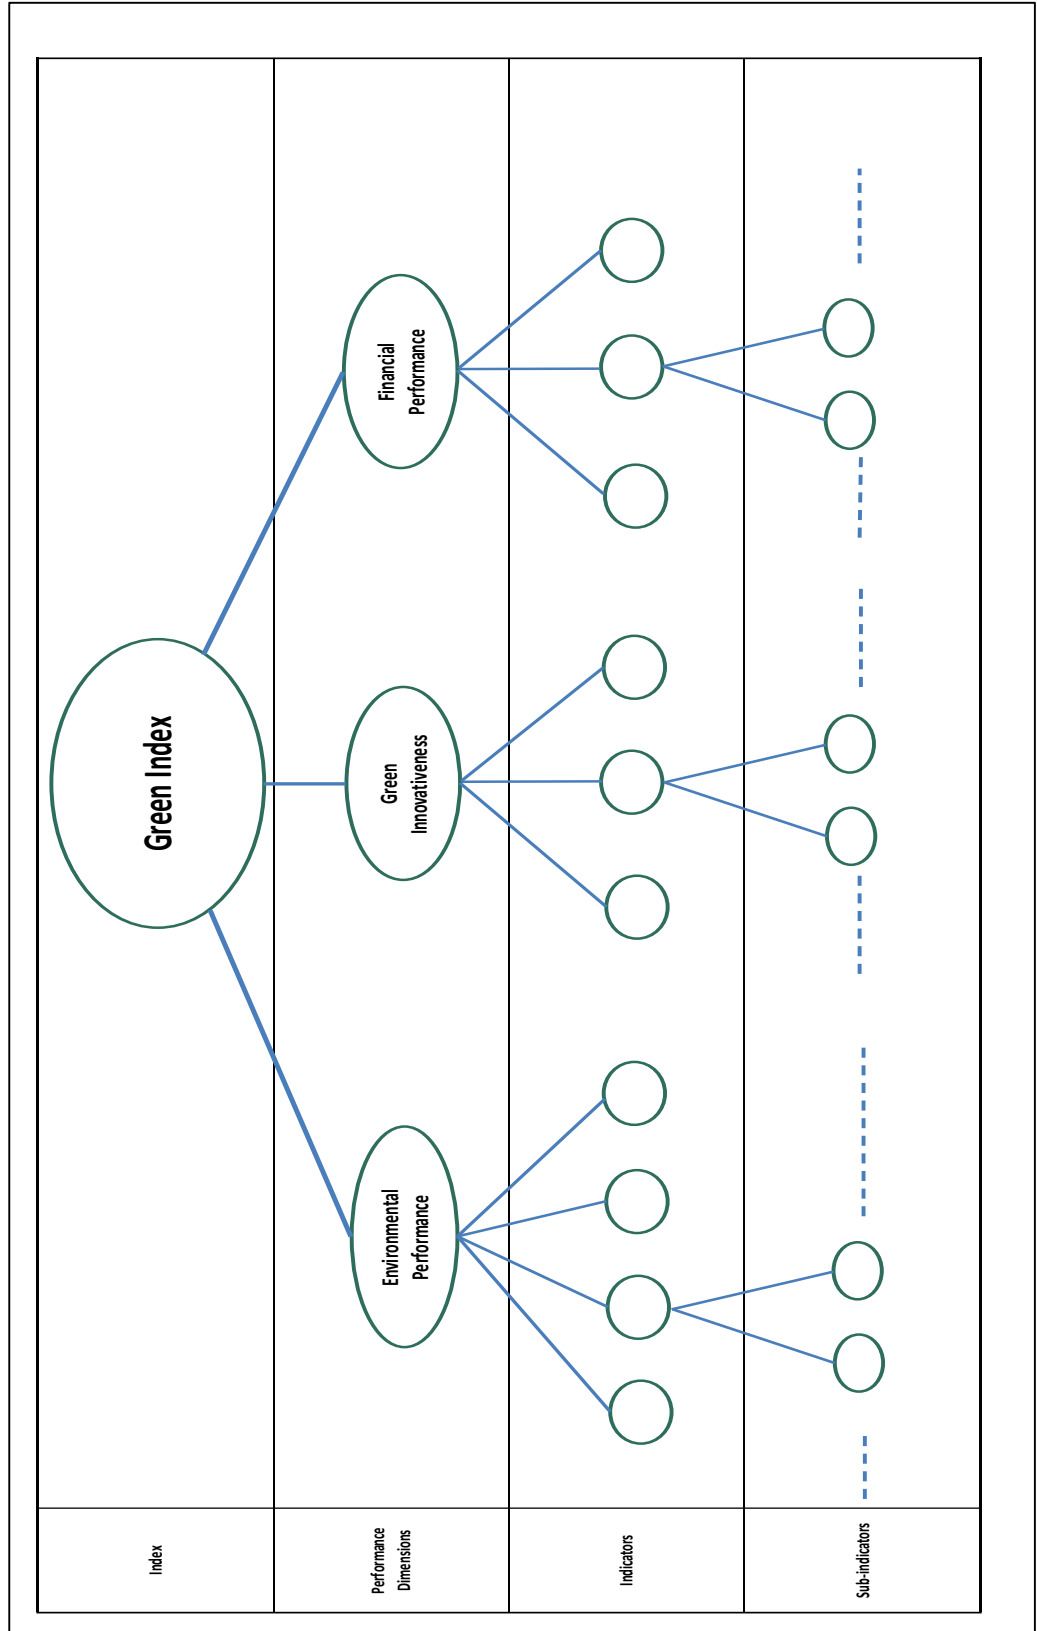 Index
Green Index
Performance
Dimensions
Environmental
Performance
Green
Innovativeness
Financial
Performance
Indicators
Sub-indicators